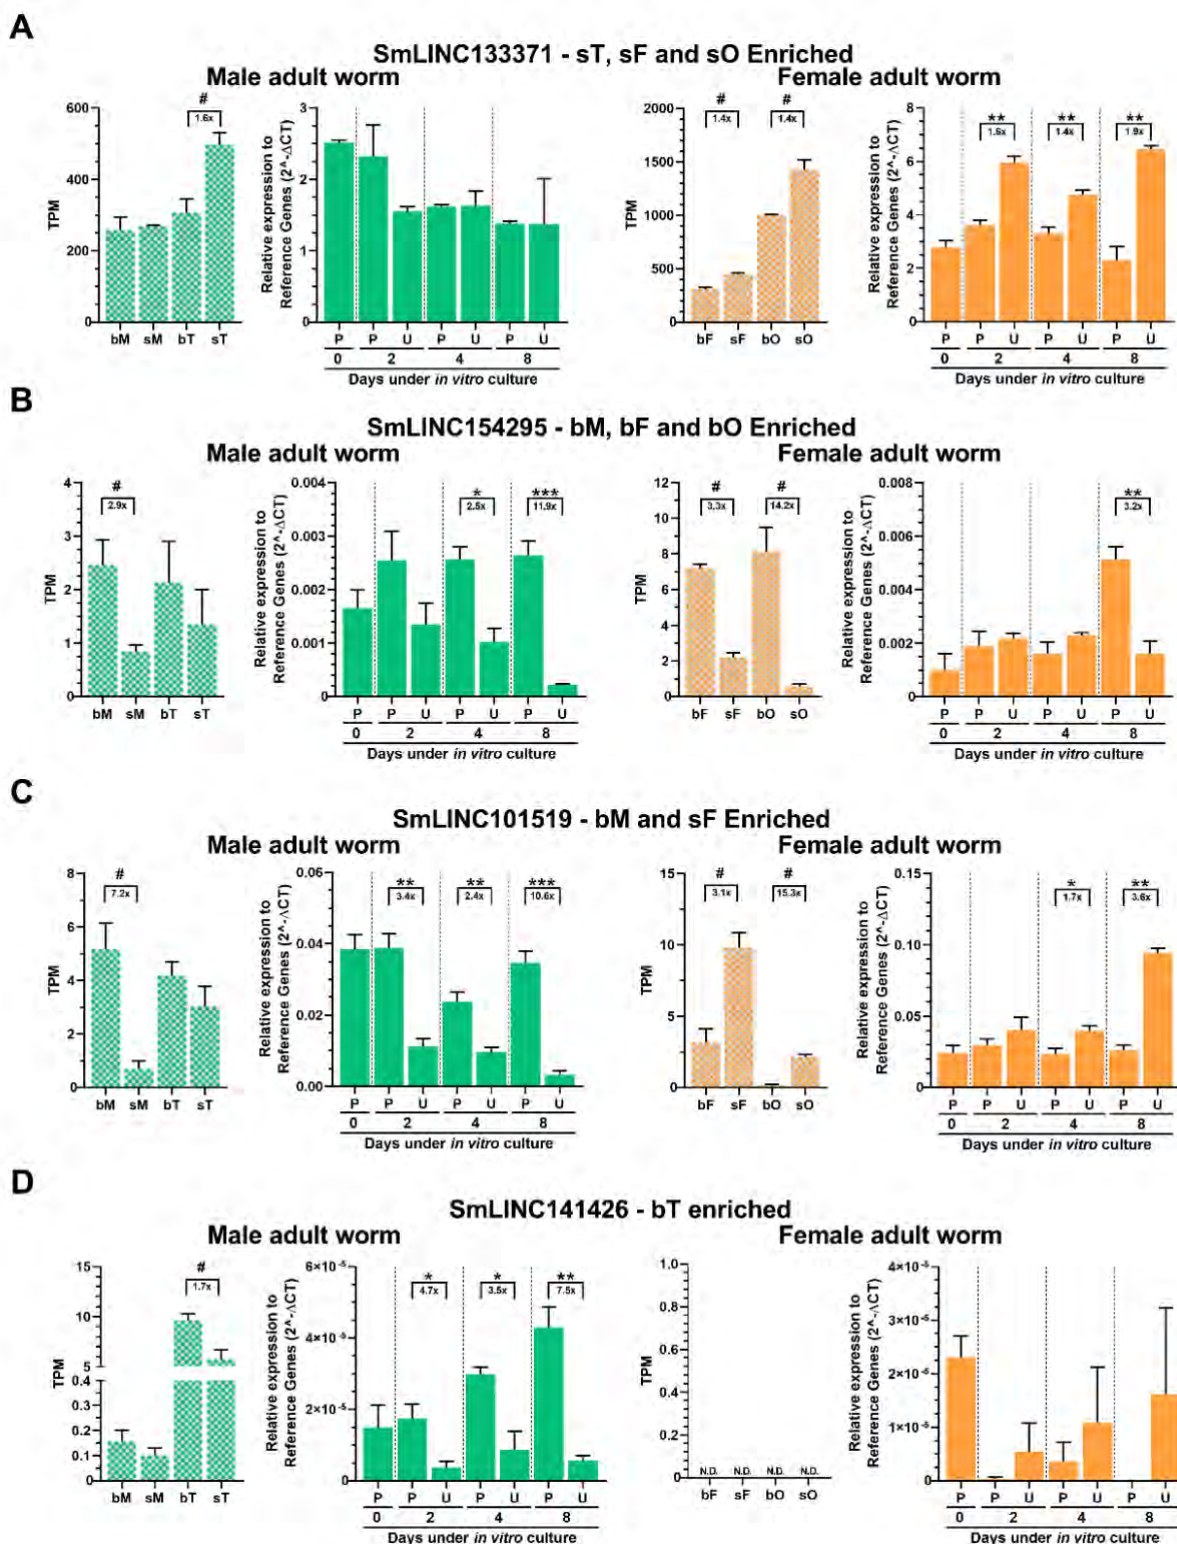 A
SmLINC133371 - sT, sF and sO Enriched
Male adult worm
Female adult worm
TPM
600
400
200
0
#
1.6x
bM sM bT sT
Relative expression to
Reference Genes (2^-ΔCT)
3
2
1
0
P P U P U P U
0 2 4 8
Days under in vitro culture
TPM
2000
1500
1000
500
0
# #
1.4x 1.4x
bF sF bO sO
Relative expression to
Reference Genes (2^-ΔCT)
8
6
4
2
0
** ** **
1.6x 1.4x 1.9x
P P U P U P U
0 2 4 8
Days under in vitro culture
B
SmLINC154295 - bM, bF and bO Enriched
Male adult worm
Female adult worm
TPM
4
3
2
1
0
#
2.9x
bM sM bT sT
Relative expression to
Reference Genes (2^-ΔCT)
0.004
0.003
0.002
0.001
0
* ***
2.5x 11.9x
P P U P U P U
0 2 4 8
Days under in vitro culture
TPM
12
10
8
6
4
2
0
# #
3.3x 14.2x
bF sF bO sO
Relative expression to
Reference Genes (2^-ΔCT)
0.008
0.006
0.004
0.002
0
**
3.2x
P P U P U P U
0 2 4 8
Days under in vitro culture
C
SmLINC101519 - bM and sF Enriched
Male adult worm
Female adult worm
TPM
8
6
4
2
0
#
7.2x
bM sM bT sT
Relative expression to
Reference Genes (2^-ΔCT)
0.06
0.04
0.02
0.00
** ** ***
3.4x 2.4x 10.6x
P P U P U P U
0 2 4 8
Days under in vitro culture
TPM
15
10
5
0
# #
3.1x 15.3x
bF sF bO sO
Relative expression to
Reference Genes (2^-ΔCT)
0.15
0.10
0.05
0
* **
1.7x 3.6x
P P U P U P U
0 2 4 8
Days under in vitro culture
D
SmLINC141426 - bT enriched
Male adult worm
Female adult worm
TPM
15
10
5
0.4
0.3
0.2
0.1
0
#
1.7x
bM sM bT sT
Relative expression to
Reference Genes (2^-ΔCT)
6×10⁻⁵
4×10⁻⁵
2×10⁻⁵
0
* * **
4.7x 3.5x 7.5x
P P U P U P U
0 2 4 8
Days under in vitro culture
TPM
1.0
0.8
0.6
0.4
0.2
0
N.D. N.D. N.D. N.D.
bF sF bO sO
Relative expression to
Reference Genes (2^-ΔCT)
4×10⁻⁵
3×10⁻⁵
2×10⁻⁵
1×10⁻⁵
0
P P U P U P U
0 2 4 8
Days under in vitro culture